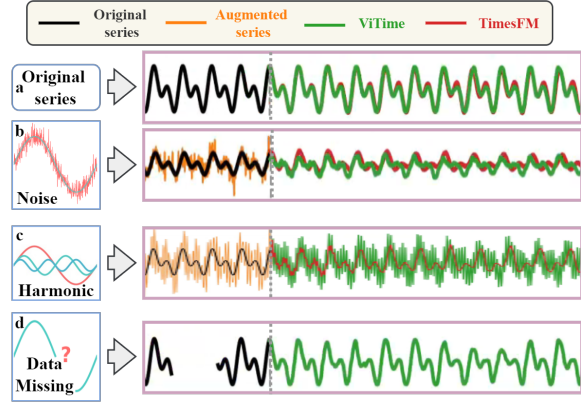 Original series
Augmented series
ViTime
TimesFM
a Original series
b
Noise
c
Harmonic
d
?
Data Missing